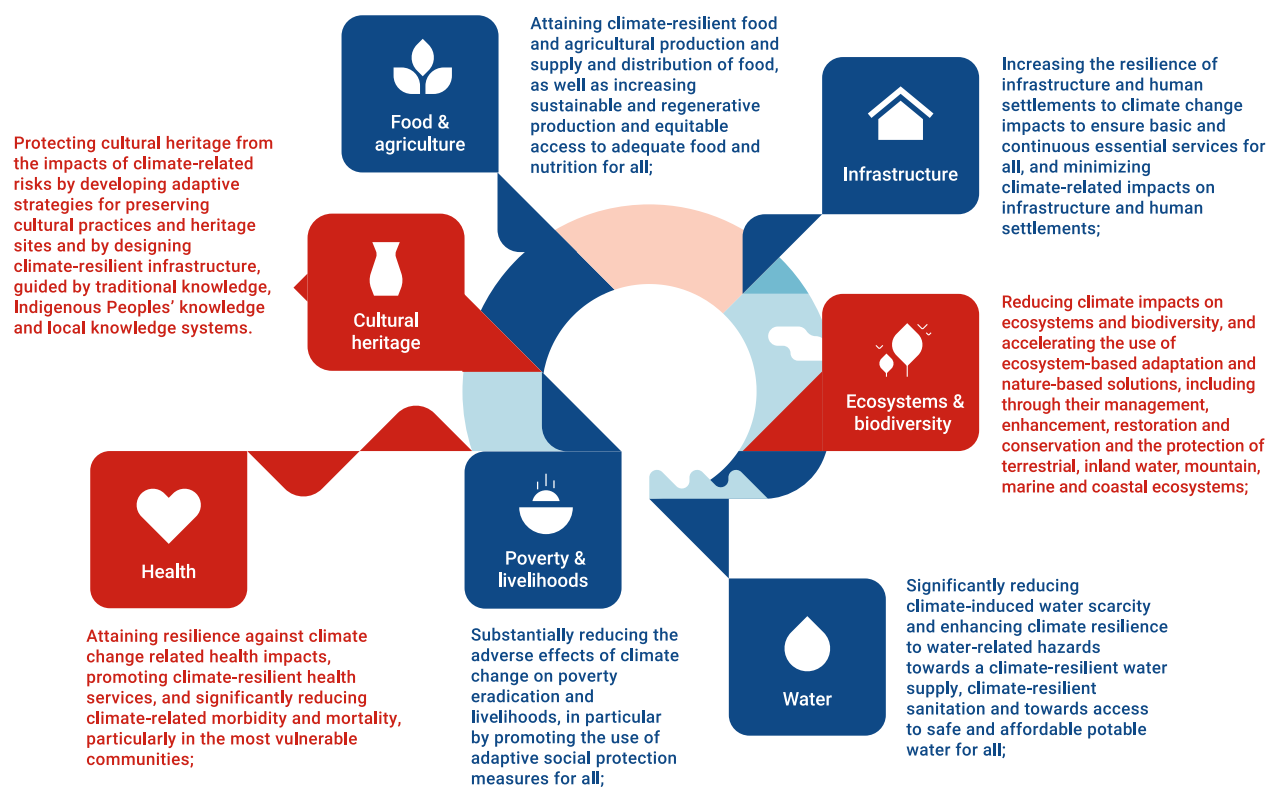 Food &
agriculture
Attaining climate-resilient food
and agricultural production and
supply and distribution of food,
as well as increasing
sustainable and regenerative
production and equitable
access to adequate food and
nutrition for all;
Infrastructure
Increasing the resilience of
infrastructure and human
settlements to climate change
impacts to ensure basic and
continuous essential services for
all, and minimizing
climate-related impacts on
infrastructure and human
settlements;
Protecting cultural heritage from
the impacts of climate-related
risks by developing adaptive
strategies for preserving
cultural practices and heritage
sites and by designing
climate-resilient infrastructure,
guided by traditional knowledge,
Indigenous Peoples’ knowledge
and local knowledge systems.
Cultural
heritage
Ecosystems &
biodiversity
Reducing climate impacts on
ecosystems and biodiversity, and
accelerating the use of
ecosystem-based adaptation and
nature-based solutions, including
through their management,
enhancement, restoration and
conservation and the protection of
terrestrial, inland water, mountain,
marine and coastal ecosystems;
Health
Attaining resilience against climate
change related health impacts,
promoting climate-resilient health
services, and significantly reducing
climate-related morbidity and mortality,
particularly in the most vulnerable
communities;
Poverty &
livelihoods
Substantially reducing the
adverse effects of climate
change on poverty
eradication and
livelihoods, in particular
by promoting the use of
adaptive social protection
measures for all;
Water
Significantly reducing
climate-induced water scarcity
and enhancing climate resilience
to water-related hazards
towards a climate-resilient water
supply, climate-resilient
sanitation and towards access
to safe and affordable potable
water for all;